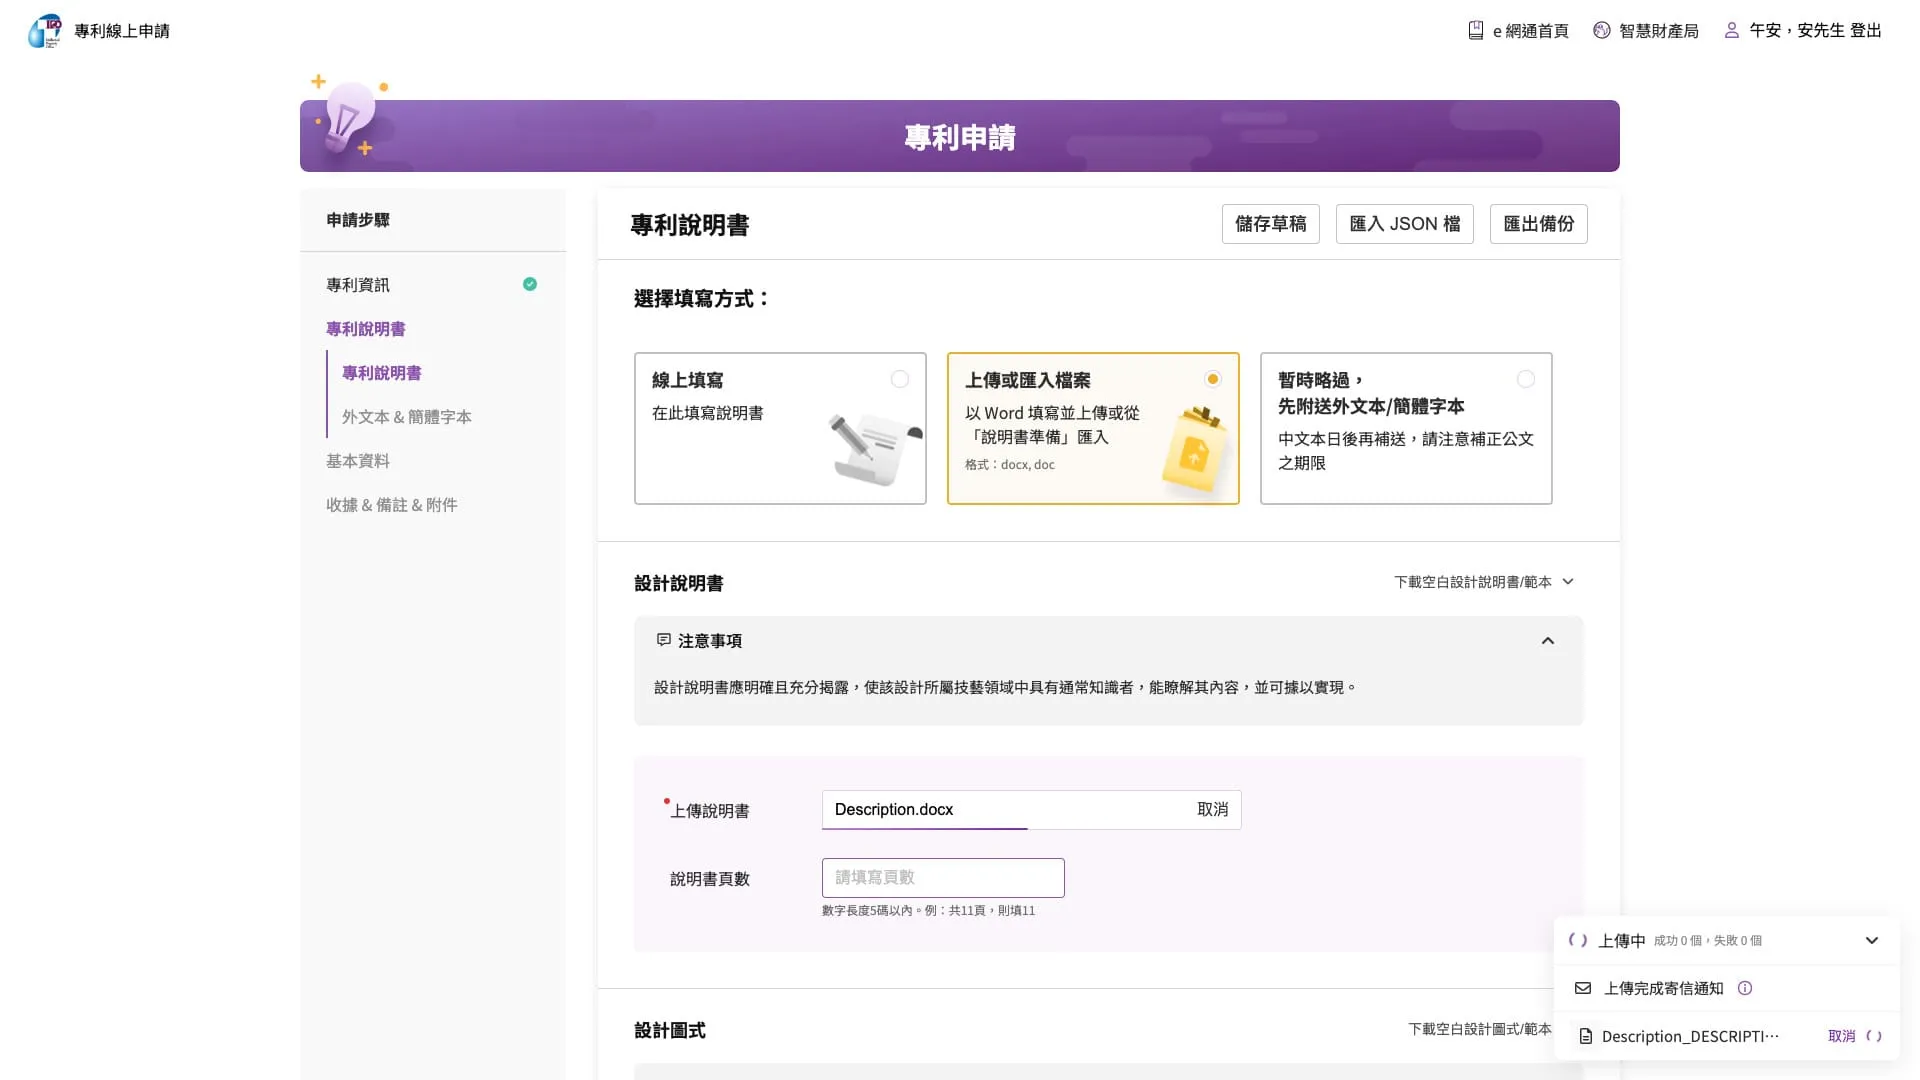 專利線上申請
e 網通首頁
智慧財產局
午安，安先生 登出
專利申請
申請步驟
專利資訊
專利說明書
專利說明書
外文本 & 簡體字本
基本資料
收據 & 備註 & 附件
專利說明書
儲存草稿
匯入 JSON 檔
匯出備份
選擇填寫方式：
線上填寫
在此填寫說明書
上傳或匯入檔案
以 Word 填寫並上傳或從
「說明書準備」匯入
格式：docx, doc
暫時略過，
先附送外文本/簡體字本
中文本日後再補送，請注意補正公文
之期限
設計說明書
下載空白設計說明書/範本
注意事項
設計說明書應明確且充分揭露，使該設計所屬技藝領域中具有通常知識者，能瞭解其內容，並可據以實現。
上傳說明書
Description.docx
取消
說明書頁數
請填寫頁數
數字長度5碼以內。例：共11頁，則填11
上傳中 成功 0 個，失敗 0 個
上傳完成寄信通知
Description_DESCRIPTI⋯
取消
設計圖式
下載空白設計圖式/範本